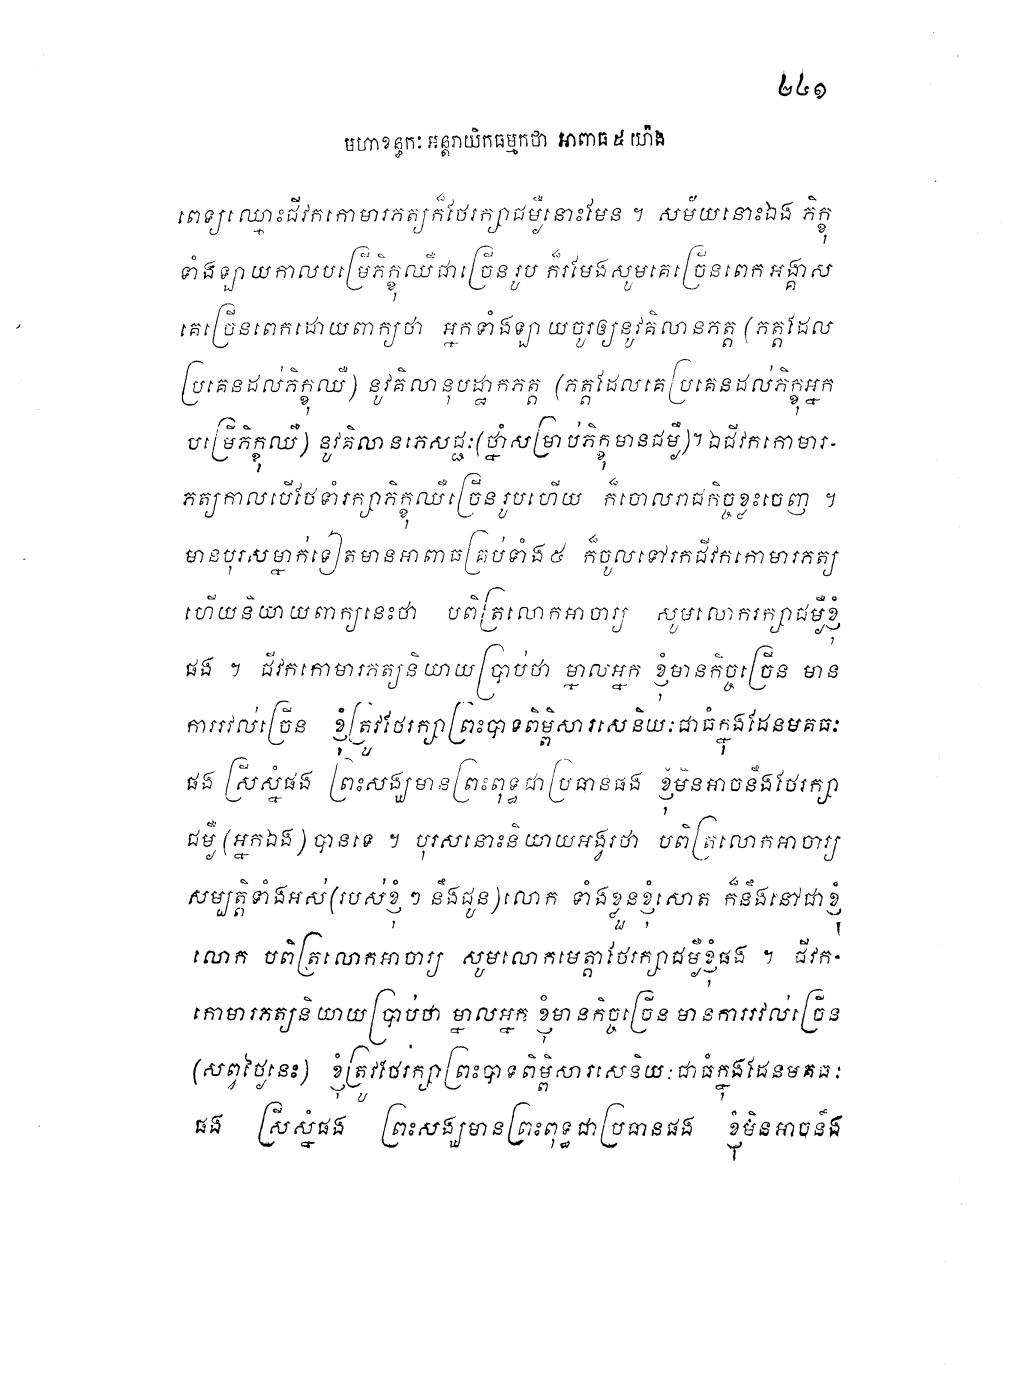 ២៤១
មហាខន្ធកៈ អន្តរាយិកធម្មកថា អាពាធ ៥ យ៉ាង
ពេទ្យឈ្មោះជីវកកោមារភត្យក៏ថែរក្សាជម្ងឺនោះមែន ។ សម័យនោះឯង ភិក្ខុ
ទាំងឡាយកាលបម្រើភិក្ខុឈឺជាច្រើនរូប ក៏រមែងសូមគេច្រើនពេកអង្គាស
គេច្រើនពេកដោយពាក្យថា អ្នកទាំងឡាយចូរឲ្យនូវគិលានភត្ត (ភត្តដែល
ប្រគេនដល់ភិក្ខុឈឺ) នូវគិលានុបដ្ឋាកភត្ត (ភត្តដែលគេប្រគេនដល់ភិក្ខុអ្នក
បម្រើភិក្ខុឈឺ) នូវគិលានភេសជ្ជៈ(ថ្នាំសម្រាប់ភិក្ខុមានជម្ងឺ)។ ឯជីវកកោមារ-
ភត្យកាលបើថែទាំរក្សាភិក្ខុឈឺច្រើនរូបហើយ ក៏ចោលរាជកិច្ចខ្លះចេញ ។
មានបុរសម្នាក់ទៀតមានអាពាធគ្រប់ទាំង ៥ ក៏ចូលទៅរកជីវកកោមារភត្យ
ហើយនិយាយពាក្យនេះថា បពិត្រលោកអាចារ្យ សូមលោករក្សាជម្ងឺខ្ញុំ
ផង ។ ជីវកកោមារភត្យនិយាយប្រាប់ថា ម្នាលអ្នក ខ្ញុំមានកិច្ចច្រើន មាន
ការរវល់ច្រើន ខ្ញុំត្រូវថែរក្សាព្រះបាទពិម្ពិសារសេនិយៈជាធំក្នុងដែនមគធៈ
ផង ស្រីស្នំផង ព្រះសង្ឃមានព្រះពុទ្ធជាប្រធានផង ខ្ញុំមិនអាចនឹងថែរក្សា
ជម្ងឺ(អ្នកឯង)បានទេ ។ បុរសនោះនិយាយអង្វរថា បពិត្រលោកអាចារ្យ
សម្បត្តិទាំងអស់(របស់ខ្ញុំ ៗ នឹងជូន)លោក ទាំងខ្លួនខ្ញុំសោត ក៏នឹងនៅជាខ្ញុំ
លោក បពិត្រលោកអាចារ្យ សូមលោកមេត្តាថែរក្សាជម្ងឺខ្ញុំផង ។ ជីវក-
កោមារភត្យនិយាយប្រាប់ថា ម្នាលអ្នក ខ្ញុំមានកិច្ចច្រើន មានការរវល់ច្រើន
(សព្វថ្ងៃនេះ) ខ្ញុំត្រូវថែរក្សាព្រះបាទពិម្ពិសារសេនិយៈជាធំក្នុងដែនមគធៈ
ផង ស្រីស្នំផង ព្រះសង្ឃមានព្រះពុទ្ធជាប្រធានផង ខ្ញុំមិនអាចនឹង